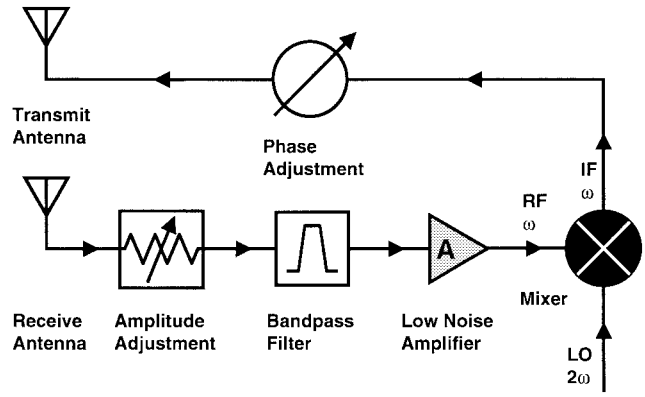 Transmit
Antenna
Phase
Adjustment
IF
ω
RF
ω
A
Mixer
Receive
Antenna
Amplitude
Adjustment
Bandpass
Filter
Low Noise
Amplifier
LO
2ω